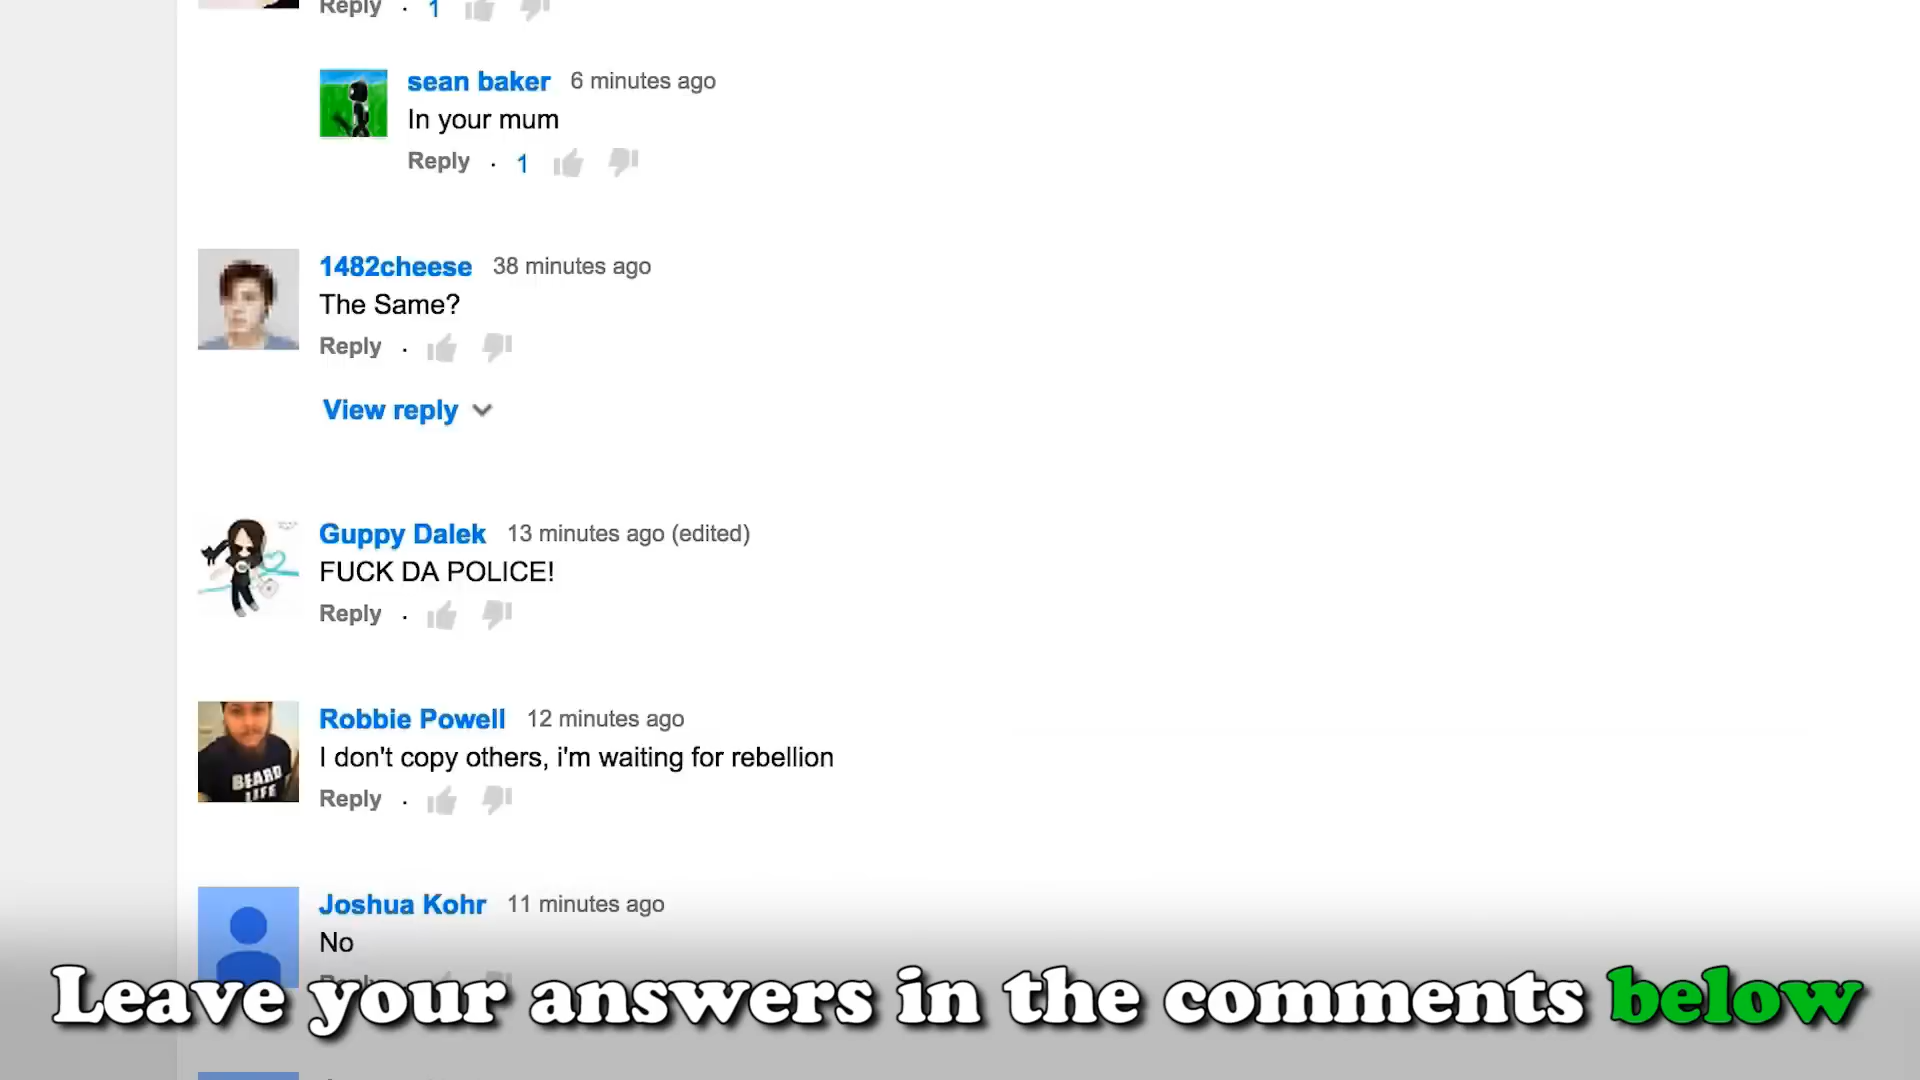 Reply · 1
sean baker 6 minutes ago
In your mum
Reply · 1
1482cheese 38 minutes ago
The Same?
Reply ·
View reply
Guppy Dalek 13 minutes ago (edited)
FUCK DA POLICE!
Reply ·
Robbie Powell 12 minutes ago
I don't copy others, i'm waiting for rebellion
BEARD
LIFE
Reply ·
Joshua Kohr 11 minutes ago
No
Leave your answers in the comments below